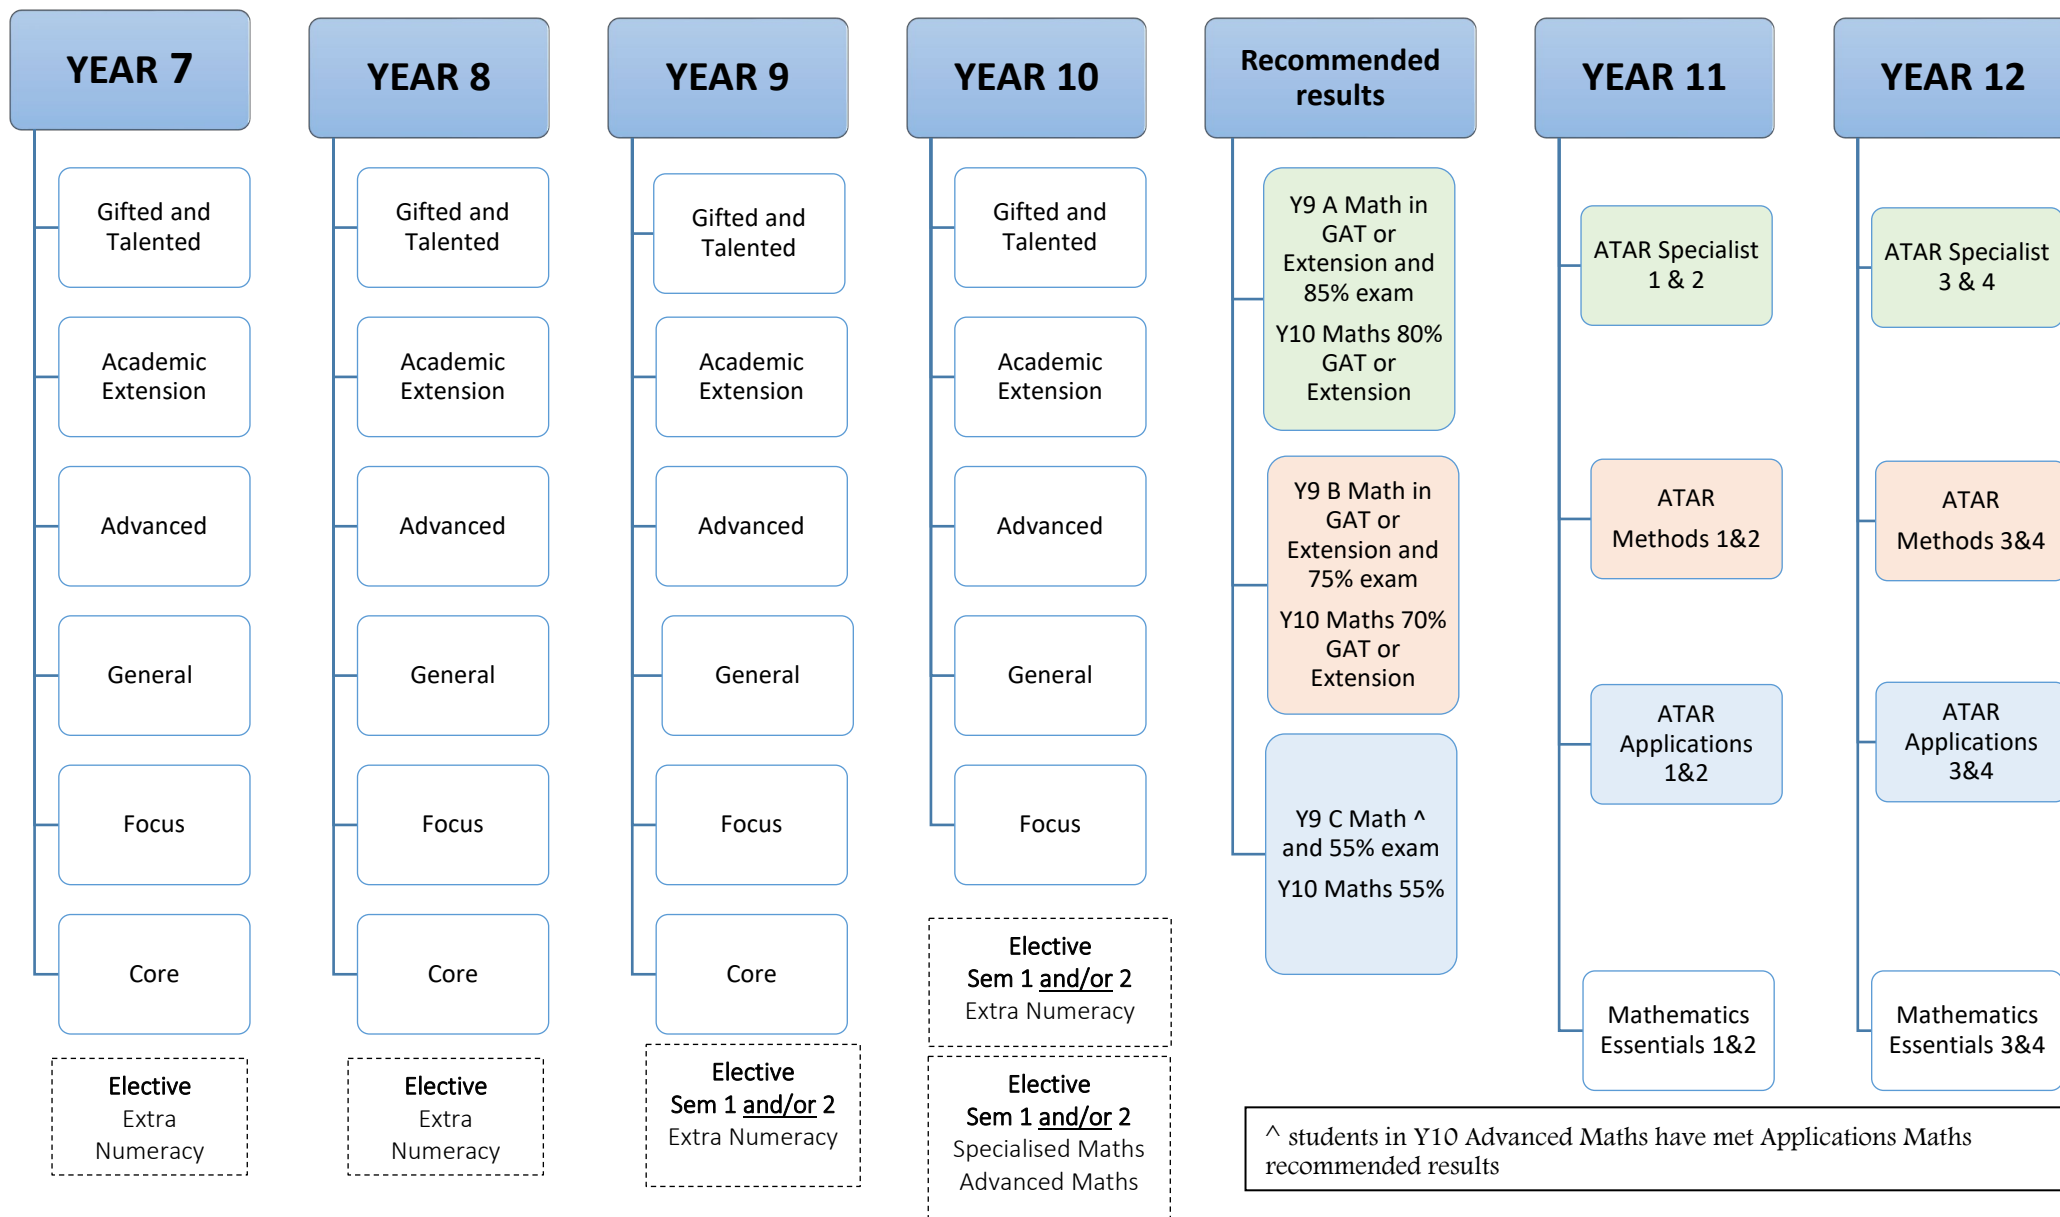 YEAR 7
Gifted and
Talented
Academic
Extension
Advanced
General
Focus
Core
Elective
Extra
Numeracy
YEAR 8
Gifted and
Talented
Academic
Extension
Advanced
General
Focus
Core
Elective
Extra
Numeracy
YEAR 9
Gifted and
Talented
Academic
Extension
Advanced
General
Focus
Core
Elective
Sem 1 and/or 2
Extra Numeracy
YEAR 10
Gifted and
Talented
Academic
Extension
Advanced
General
Focus
Elective
Sem 1 and/or 2
Extra Numeracy
Elective
Sem 1 and/or 2
Specialised Maths
Advanced Maths
Recommended
results
Y9 A Math in
GAT or
Extension and
85% exam
Y10 Maths 80%
GAT or
Extension
Y9 B Math in
GAT or
Extension and
75% exam
Y10 Maths 70%
GAT or
Extension
Y9 C Math ^
and 55% exam
Y10 Maths 55%
YEAR 11
ATAR Specialist
1 & 2
ATAR
Methods 1&2
ATAR
Applications
1&2
Mathematics
Essentials 1&2
YEAR 12
ATAR Specialist
3 & 4
ATAR
Methods 3&4
ATAR
Applications
3&4
Mathematics
Essentials 3&4
^ students in Y10 Advanced Maths have met Applications Maths
recommended results